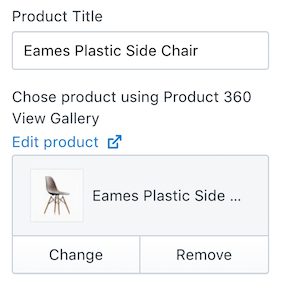 Product Title
Eames Plastic Side Chair
Chose product using Product 360
View Gallery
Edit product
Eames Plastic Side ...
Change
Remove